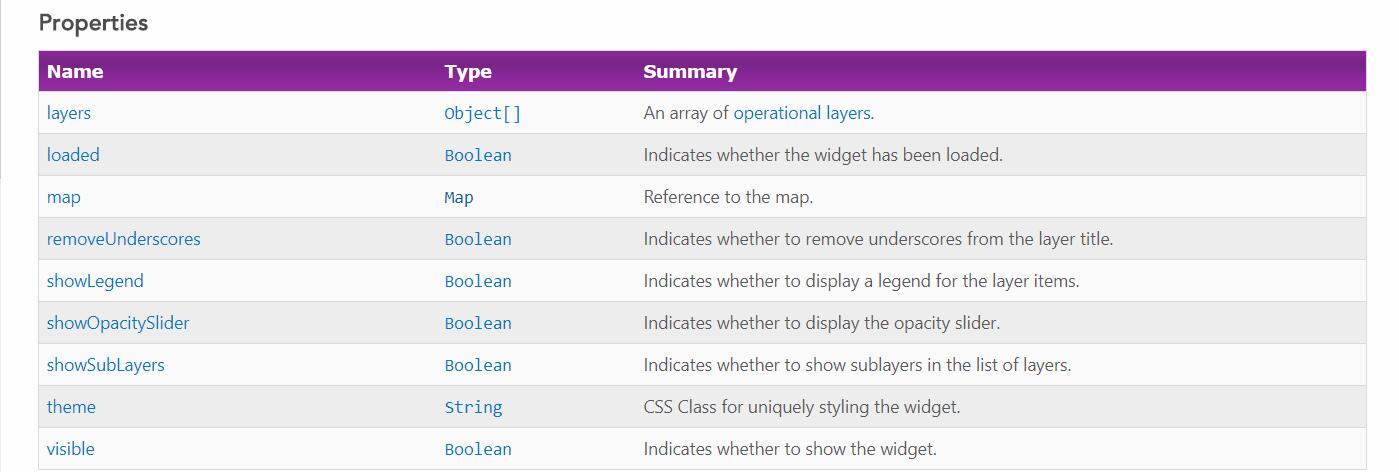 Properties
Name Type Summary
layers Object[] An array of operational layers.
loaded Boolean Indicates whether the widget has been loaded.
map Map Reference to the map.
removeUnderscores Boolean Indicates whether to remove underscores from the layer title.
showLegend Boolean Indicates whether to display a legend for the layer items.
showOpacitySlider Boolean Indicates whether to display the opacity slider.
showSubLayers Boolean Indicates whether to show sublayers in the list of layers.
theme String CSS Class for uniquely styling the widget.
visible Boolean Indicates whether to show the widget.